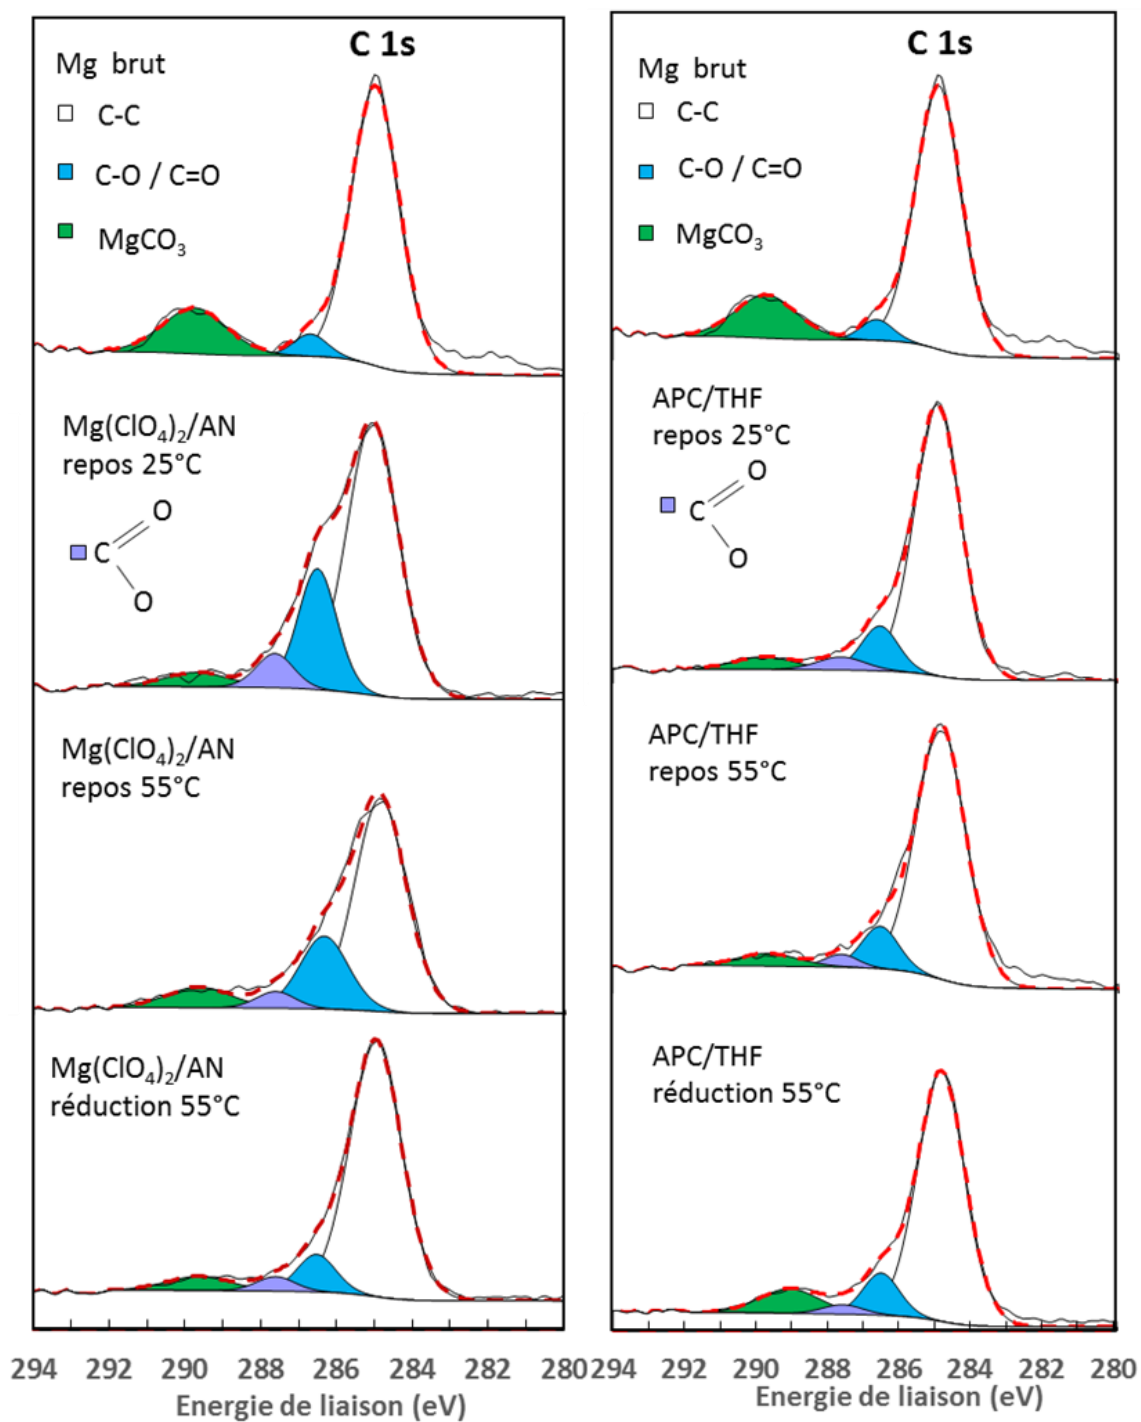 C 1s
Mg brut
C-C
C-O / C=O
MgCO₃
Mg(ClO₄)₂/AN
repos 25°C
O
C
O
Mg(ClO₄)₂/AN
repos 55°C
Mg(ClO₄)₂/AN
réduction 55°C
294 292 290 288 286 284 282 280
Energie de liaison (eV)
C 1s
Mg brut
C-C
C-O / C=O
MgCO₃
APC/THF
repos 25°C
O
C
O
APC/THF
repos 55°C
APC/THF
réduction 55°C
294 292 290 288 286 284 282 280
Energie de liaison (eV)